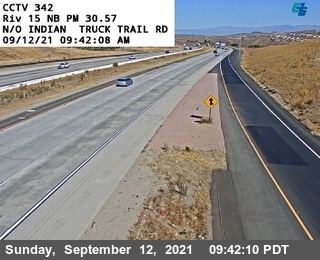 CCTV 342
Riv 15 NB PM 30.57
N/O INDIAN TRUCK TRAIL RD
09/12/21 09:42:08 AM
Sunday, September 12, 2021 09:42:10 PDT